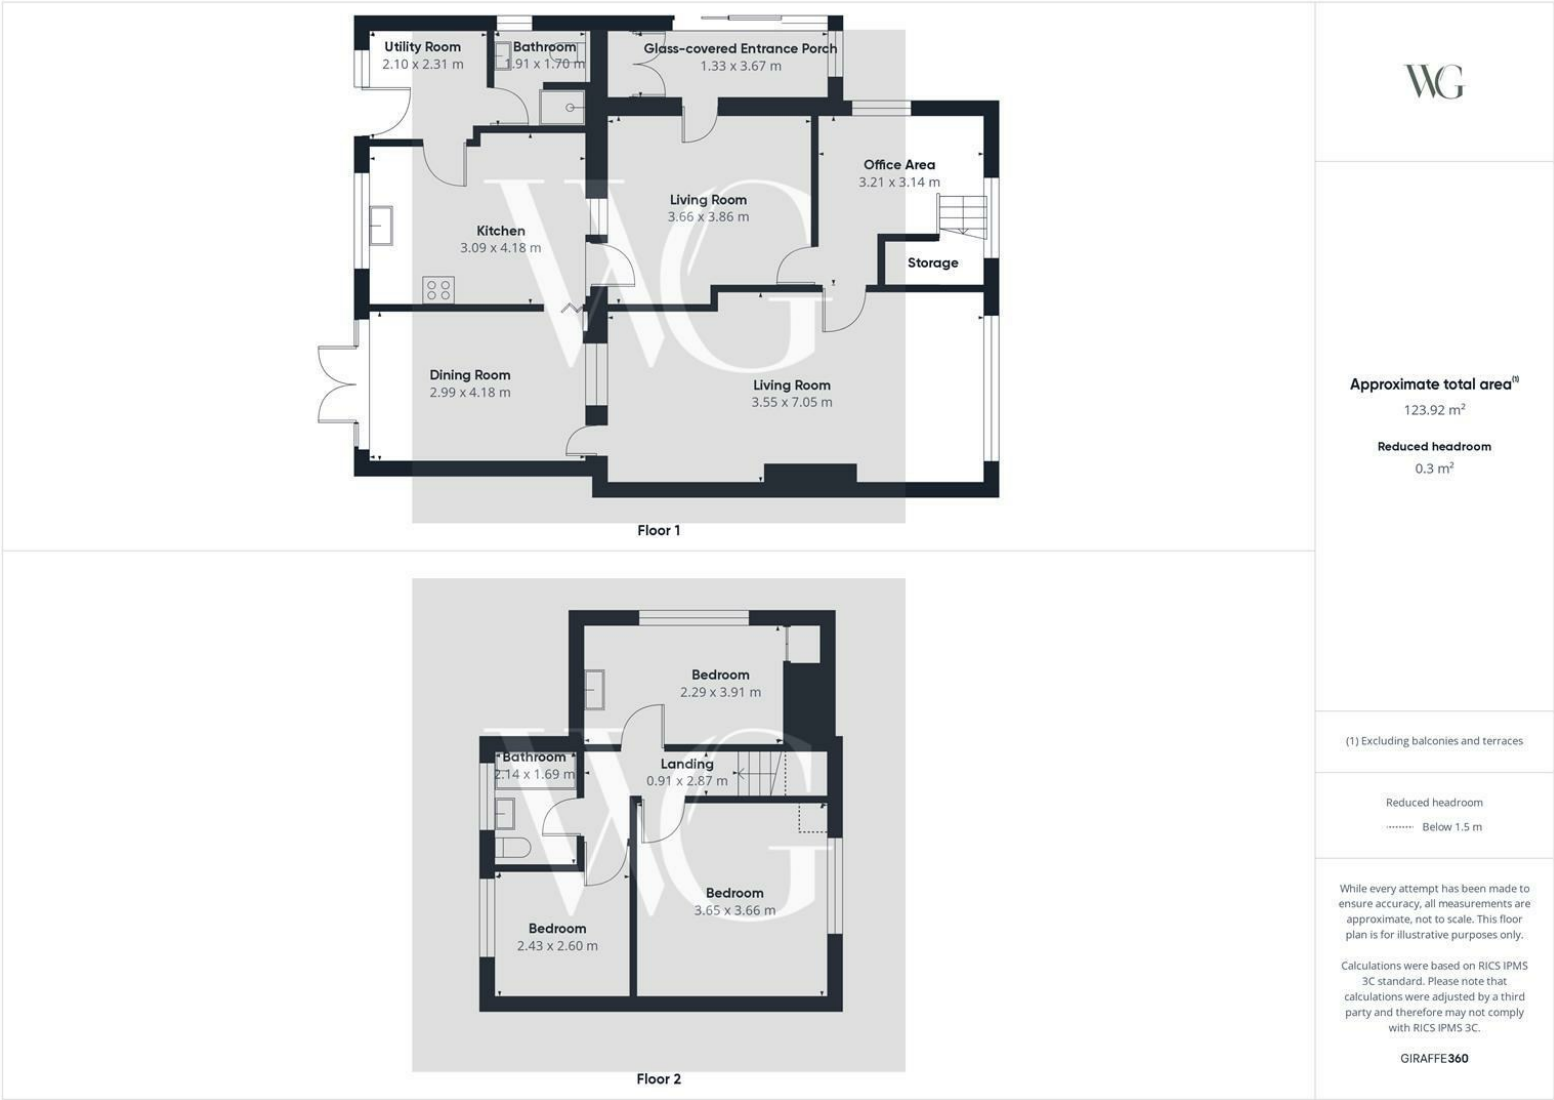 Utility Room
2.10 x 2.31 m
Bathroom
1.91 x 1.70 m
Glass-covered Entrance Porch
1.33 x 3.67 m
WG
Office Area
3.21 x 3.14 m
Living Room
3.66 x 3.86 m
Kitchen
3.09 x 4.18 m
Storage
WG
Dining Room
2.99 x 4.18 m
Living Room
3.55 x 7.05 m
Floor 1
Approximate total area(1)
123.92 m²
Reduced headroom
0.3 m²
Bedroom
2.29 x 3.91 m
Bathroom
2.14 x 1.69 m
Landing
0.91 x 2.87 m
WG
Bedroom
3.65 x 3.66 m
Bedroom
2.43 x 2.60 m
Floor 2
(1) Excluding balconies and terraces
Reduced headroom
Below 1.5 m
While every attempt has been made to
ensure accuracy, all measurements are
approximate, not to scale. This floor
plan is for illustrative purposes only.
Calculations were based on RICS IPMS
3C standard. Please note that
calculations were adjusted by a third
party and therefore may not comply
with RICS IPMS 3C.
GIRAFFE360